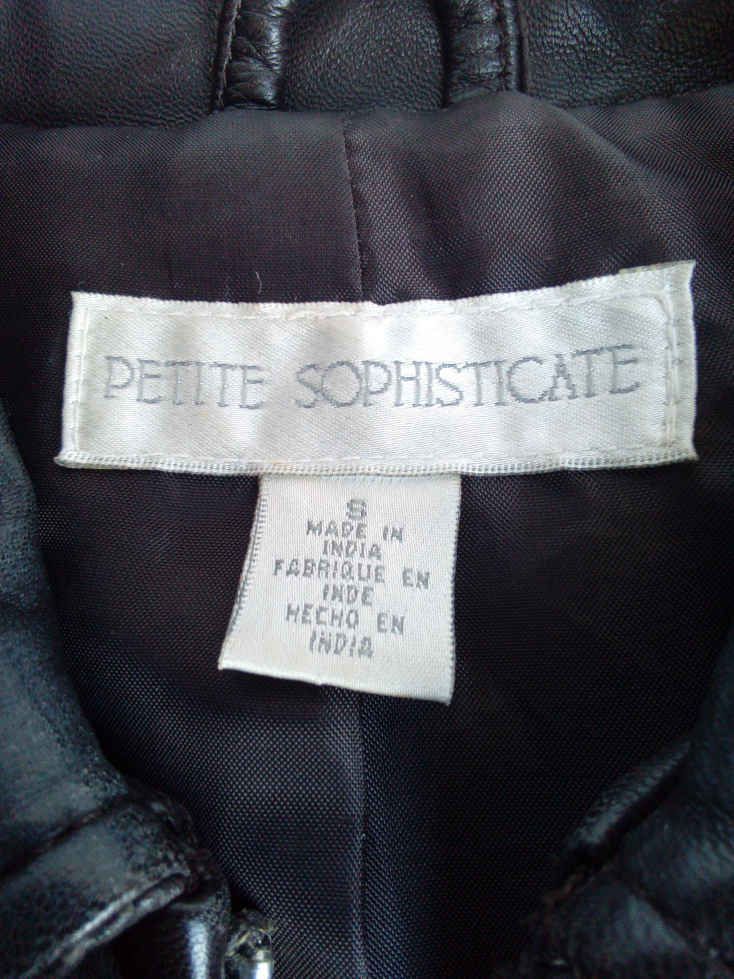 PETITE SOPHISTICATE
S
MADE IN
INDIA
FABRIQUE EN
INDE
HECHO EN
INDIA